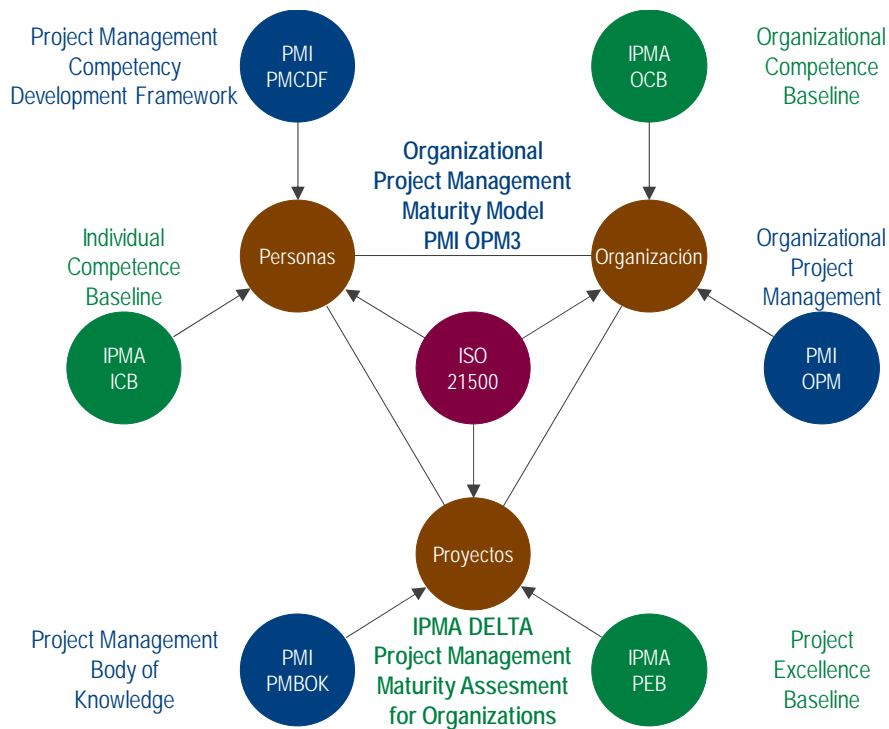 Project Management
Competency
Development Framework
PMI
PMCDF
IPMA
OCB
Organizational
Competence
Baseline
Organizational
Project Management
Maturity Model
PMI OPM3
Individual
Competence
Baseline
Personas
Organización
Organizational
Project
Management
IPMA
ICB
ISO
21500
PMI
OPM
Proyectos
Project Management
Body of
Knowledge
PMI
PMBOK
IPMA DELTA
Project Management
Maturity Assesment
for Organizations
IPMA
PEB
Project
Excellence
Baseline